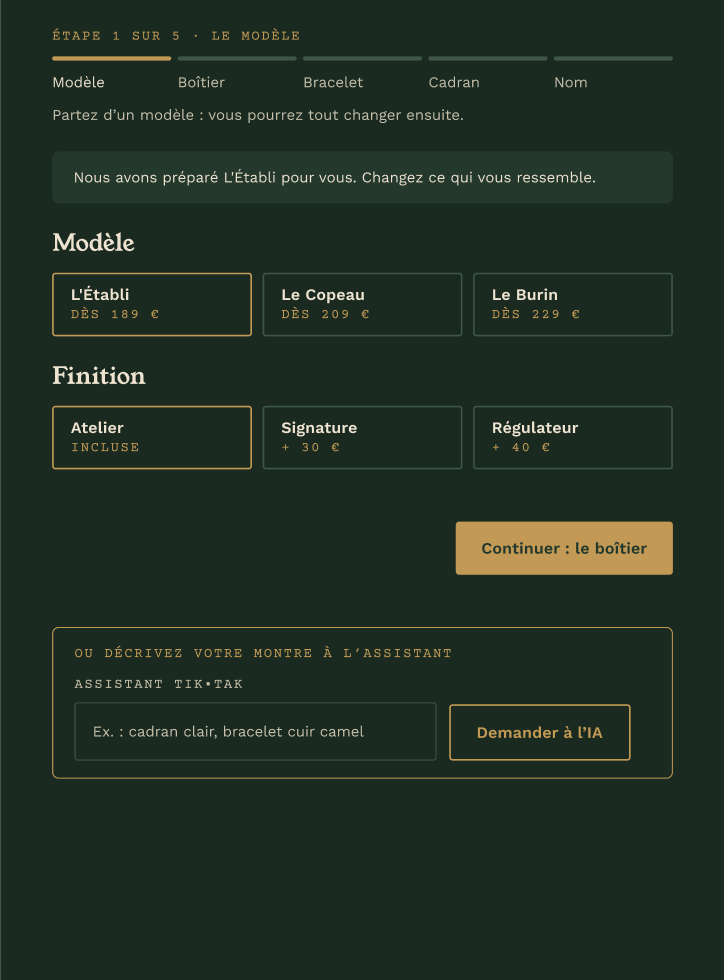 ÉTAPE 1 SUR 5 · LE MODÈLE
Modèle Boîtier Bracelet Cadran Nom
Partez d’un modèle : vous pourrez tout changer ensuite.
Nous avons préparé L'Établi pour vous. Changez ce qui vous ressemble.
Modèle
L'Établi Le Copeau Le Burin
DÈS 189 € DÈS 209 € DÈS 229 €
Finition
Atelier Signature Régulateur
INCLUSE + 30 € + 40 €
Continuer : le boîtier
OU DÉCRIVEZ VOTRE MONTRE À L’ASSISTANT
ASSISTANT TIK•TAK
Ex. : cadran clair, bracelet cuir camel Demander à l’IA